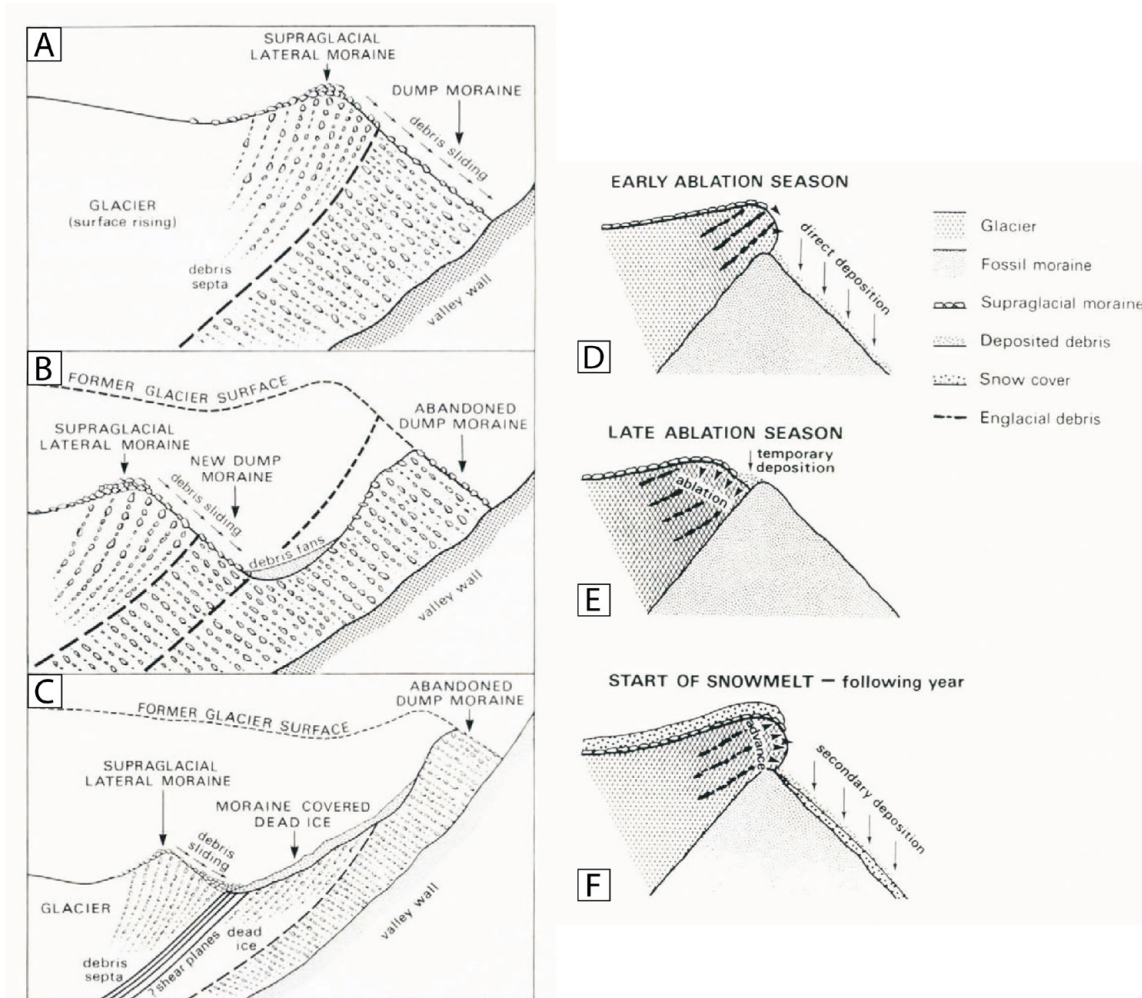 A
SUPRAGLACIAL
LATERAL MORAINE
DUMP MORAINE
debris sliding
GLACIER
(surface rising)
debris
septa
valley wall
B
FORMER GLACIER SURFACE
SUPRAGLACIAL
LATERAL MORAINE
NEW DUMP
MORAINE
ABANDONED
DUMP MORAINE
debris sliding
debris fans
valley wall
C
FORMER GLACIER SURFACE
ABANDONED
DUMP MORAINE
SUPRAGLACIAL
LATERAL MORAINE
MORAINE COVERED
DEAD ICE
debris
sliding
GLACIER
debris
septa
? shear planes
dead
ice
valley wall
EARLY ABLATION SEASON
direct deposition
D
LATE ABLATION SEASON
temporary
deposition
ablation
E
START OF SNOWMELT – following year
advance
secondary deposition
F
Glacier
Fossil moraine
Supraglacial moraine
Deposited debris
Snow cover
Englacial debris